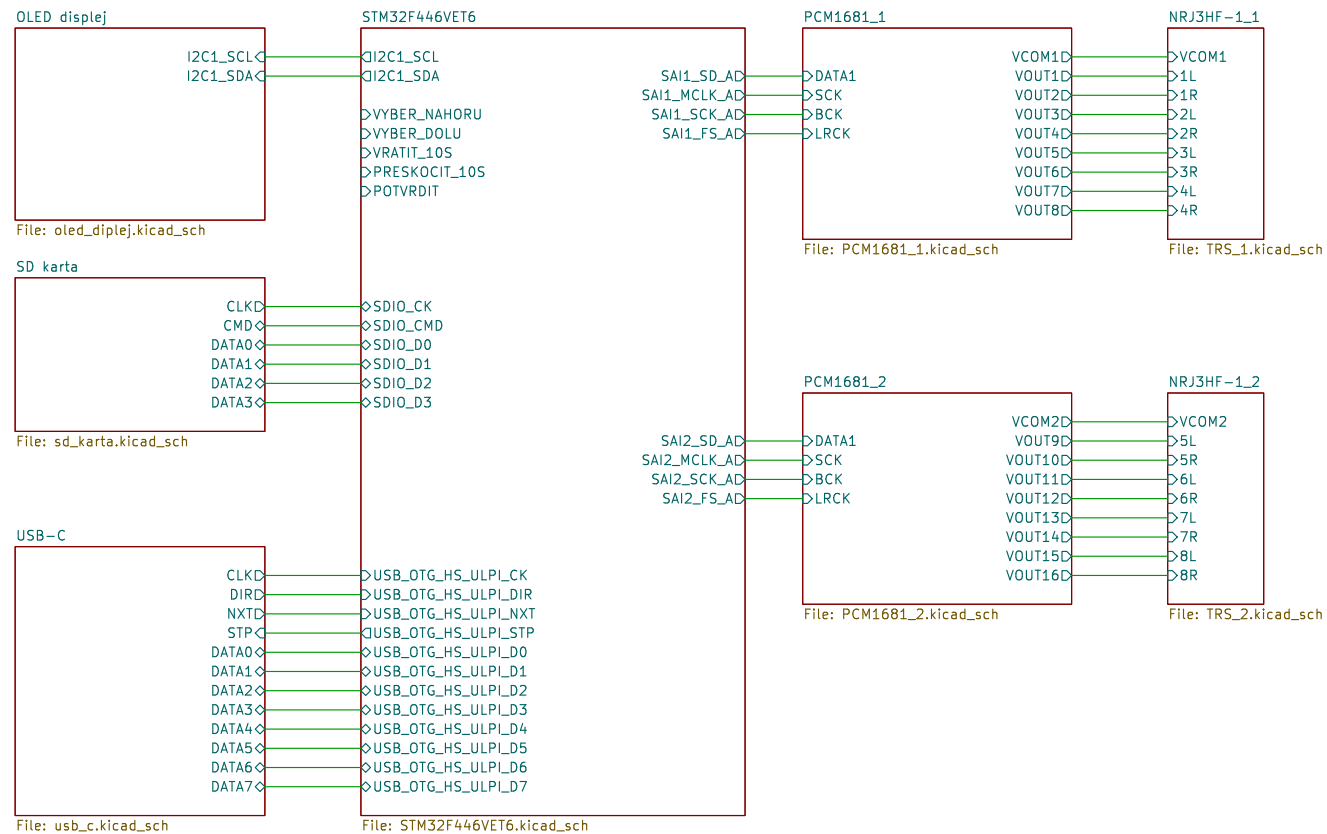 OLED displej
I2C1_SCL
I2C1_SDA
File: oled_diplej.kicad_sch
SD karta
CLK
CMD
DATA0
DATA1
DATA2
DATA3
File: sd_karta.kicad_sch
USB-C
CLK
DIR
NXT
STP
DATA0
DATA1
DATA2
DATA3
DATA4
DATA5
DATA6
DATA7
File: usb_c.kicad_sch
STM32F446VET6
I2C1_SCL
I2C1_SDA
VYBER_NAHORU
VYBER_DOLU
VRATIT_10S
PRESKOCIT_10S
POTVRDIT
SDIO_CK
SDIO_CMD
SDIO_D0
SDIO_D1
SDIO_D2
SDIO_D3
USB_OTG_HS_ULPI_CK
USB_OTG_HS_ULPI_DIR
USB_OTG_HS_ULPI_NXT
USB_OTG_HS_ULPI_STP
USB_OTG_HS_ULPI_D0
USB_OTG_HS_ULPI_D1
USB_OTG_HS_ULPI_D2
USB_OTG_HS_ULPI_D3
USB_OTG_HS_ULPI_D4
USB_OTG_HS_ULPI_D5
USB_OTG_HS_ULPI_D6
USB_OTG_HS_ULPI_D7
SAI1_SD_A
SAI1_MCLK_A
SAI1_SCK_A
SAI1_FS_A
SAI2_SD_A
SAI2_MCLK_A
SAI2_SCK_A
SAI2_FS_A
File: STM32F446VET6.kicad_sch
PCM1681_1
DATA1
SCK
BCK
LRCK
VCOM1
VOUT1
VOUT2
VOUT3
VOUT4
VOUT5
VOUT6
VOUT7
VOUT8
File: PCM1681_1.kicad_sch
NRJ3HF-1_1
VCOM1
1L
1R
2L
2R
3L
3R
4L
4R
File: TRS_1.kicad_sch
PCM1681_2
DATA1
SCK
BCK
LRCK
VCOM2
VOUT9
VOUT10
VOUT11
VOUT12
VOUT13
VOUT14
VOUT15
VOUT16
File: PCM1681_2.kicad_sch
NRJ3HF-1_2
VCOM2
5L
5R
6L
6R
7L
7R
8L
8R
File: TRS_2.kicad_sch